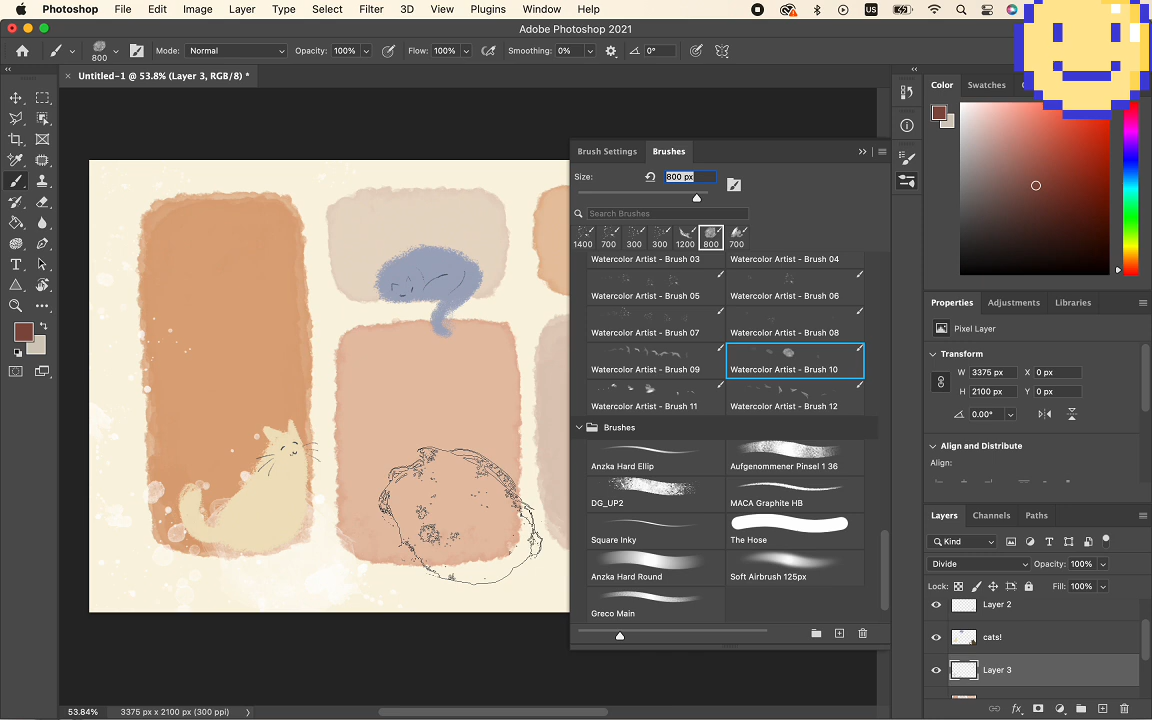 Photoshop File Edit Image Layer Type Select Filter 3D View Plugins Window Help US
Adobe Photoshop 2021
800 Mode: Normal Opacity: 100% Flow: 100% Smoothing: 0% 0°
Untitled-1 @ 53.8% (Layer 3, RGB/8) *
Color Swatches
Brush Settings Brushes
Size: 800 px
Search Brushes
1400 700 300 300 1200 800 700
Watercolor Artist - Brush 03 Watercolor Artist - Brush 04
Watercolor Artist - Brush 05 Watercolor Artist - Brush 06
Watercolor Artist - Brush 07 Watercolor Artist - Brush 08
Watercolor Artist - Brush 09 Watercolor Artist - Brush 10
Watercolor Artist - Brush 11 Watercolor Artist - Brush 12
Brushes
Anzka Hard Ellip Aufgenommener Pinsel 1 36
DG_UP2 MACA Graphite HB
Square Inky The Hose
Anzka Hard Round Soft Airbrush 125px
Greco Main
Properties Adjustments Libraries
Pixel Layer
Transform
W 3375 px X 0 px
H 2100 px Y 0 px
0.00°
Align and Distribute
Align:
Layers Channels Paths
Kind
Divide Opacity: 100%
Lock: Fill: 100%
Layer 2
cats!
Layer 3
53.84% 3375 px x 2100 px (300 ppi)